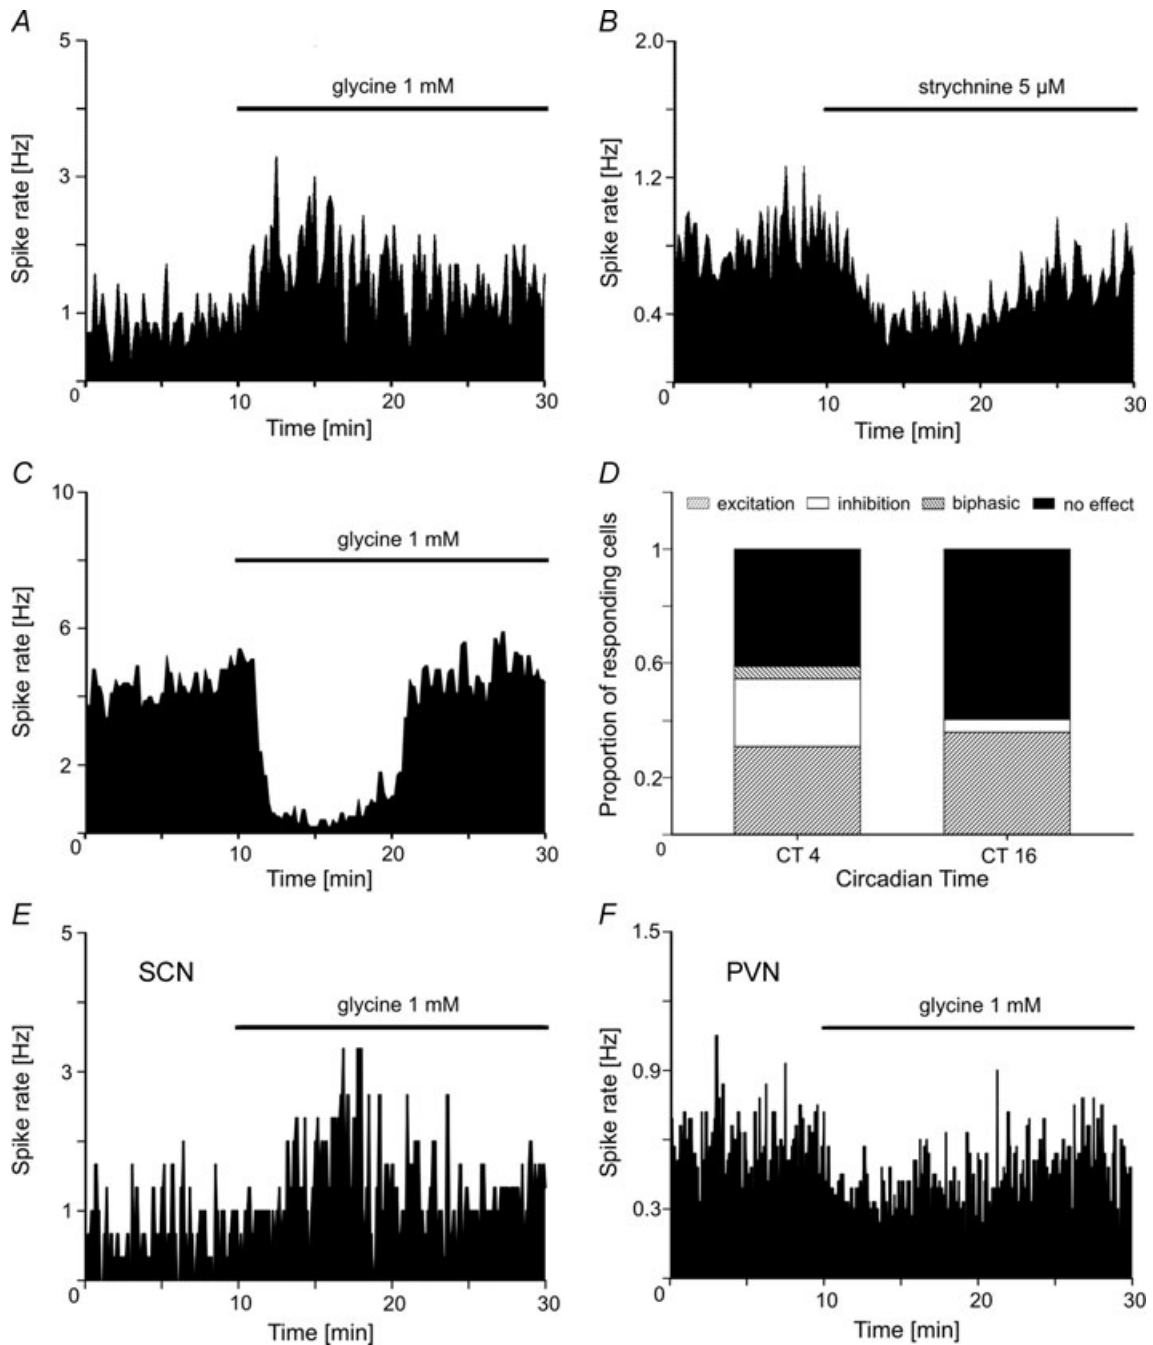 A
5
glycine 1 mM
3
1
Spike rate [Hz]
0
10
20
30
Time [min]
B
2.0
strychnine 5 µM
1.2
0.4
Spike rate [Hz]
0
10
20
30
Time [min]
C
10
glycine 1 mM
6
2
Spike rate [Hz]
0
10
20
30
Time [min]
D
excitation inhibition biphasic no effect
1
0.6
0.2
Proportion of responding cells
0
CT 4
CT 16
Circadian Time
E
5
SCN
glycine 1 mM
3
1
Spike rate [Hz]
0
10
20
30
Time [min]
F
1.5
PVN
glycine 1 mM
0.9
0.3
Spike rate [Hz]
0
10
20
30
Time [min]